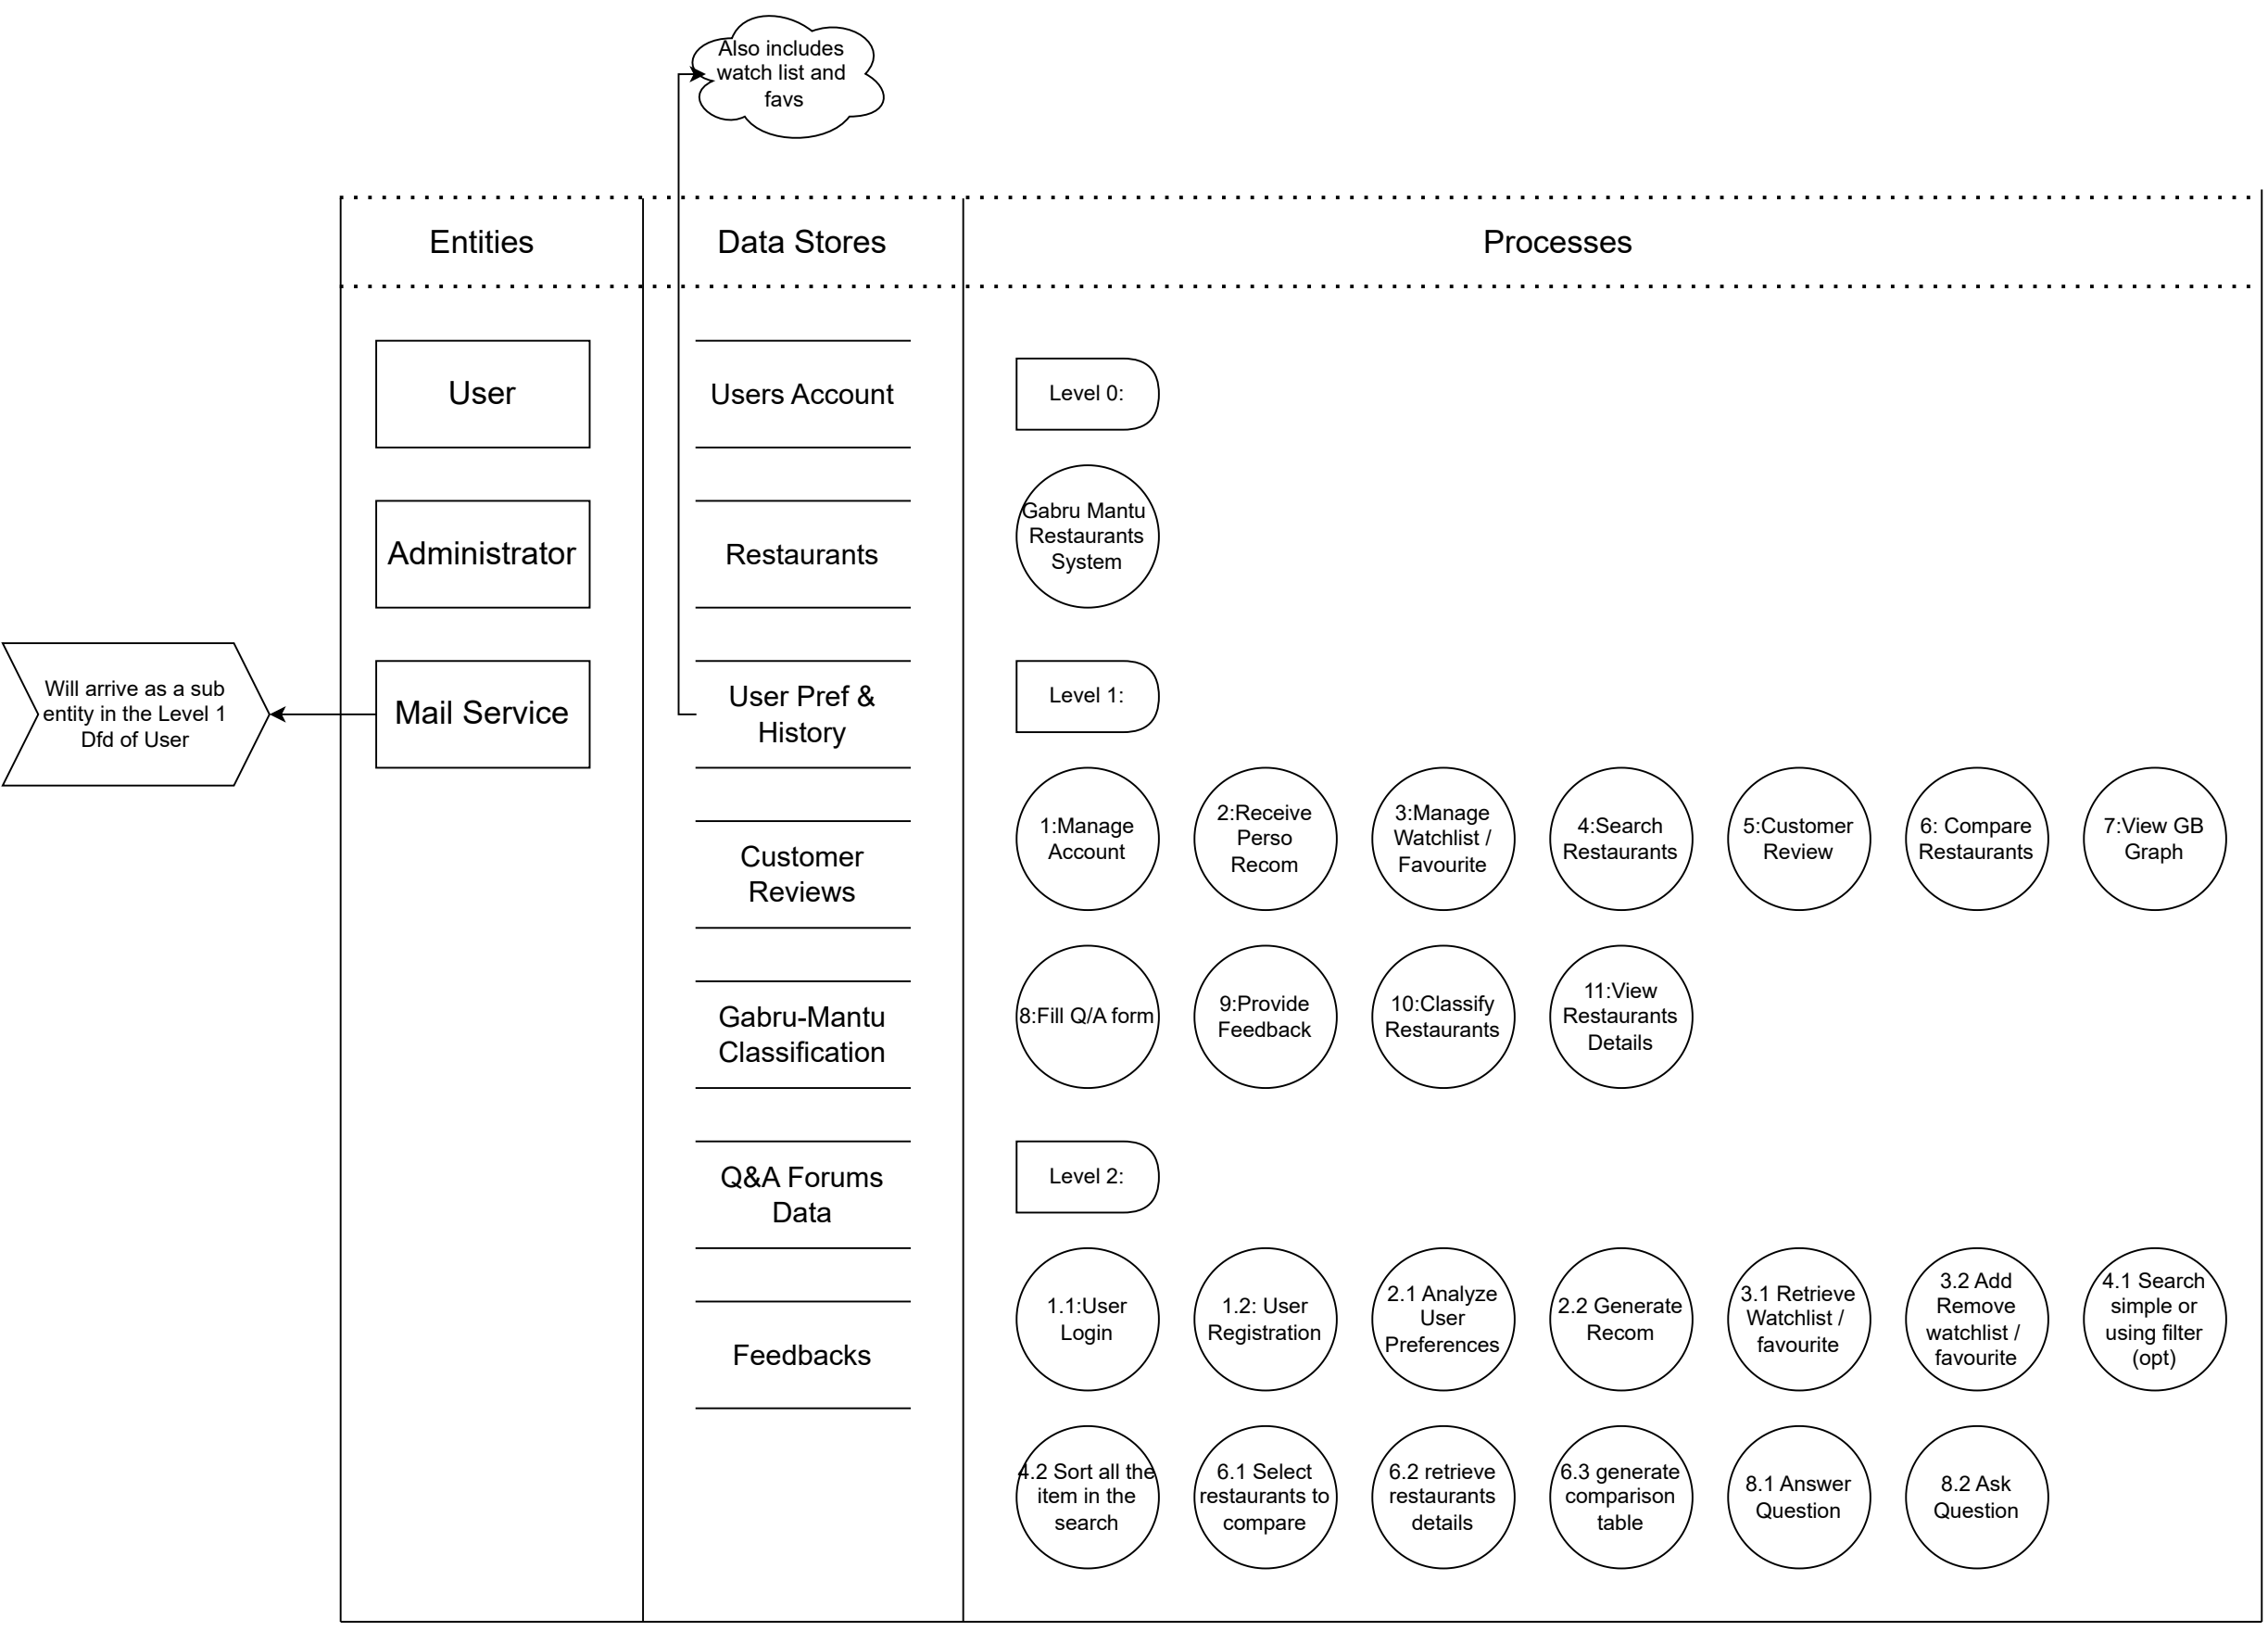 Also includes
watch list and
favs
Entities
Data Stores
Processes
User
Administrator
Mail Service
Will arrive as a sub
entity in the Level 1
Dfd of User
Users Account
Restaurants
User Pref &
History
Customer
Reviews
Gabru-Mantu
Classification
Q&A Forums
Data
Feedbacks
Level 0:
Gabru Mantu
Restaurants
System
Level 1:
1:Manage
Account
2:Receive
Perso
Recom
3:Manage
Watchlist /
Favourite
4:Search
Restaurants
5:Customer
Review
6: Compare
Restaurants
7:View GB
Graph
8:Fill Q/A form
9:Provide
Feedback
10:Classify
Restaurants
11:View
Restaurants
Details
Level 2:
1.1:User
Login
1.2: User
Registration
2.1 Analyze
User
Preferences
2.2 Generate
Recom
3.1 Retrieve
Watchlist /
favourite
3.2 Add
Remove
watchlist /
favourite
4.1 Search
simple or
using filter
(opt)
4.2 Sort all the
item in the
search
6.1 Select
restaurants to
compare
6.2 retrieve
restaurants
details
6.3 generate
comparison
table
8.1 Answer
Question
8.2 Ask
Question